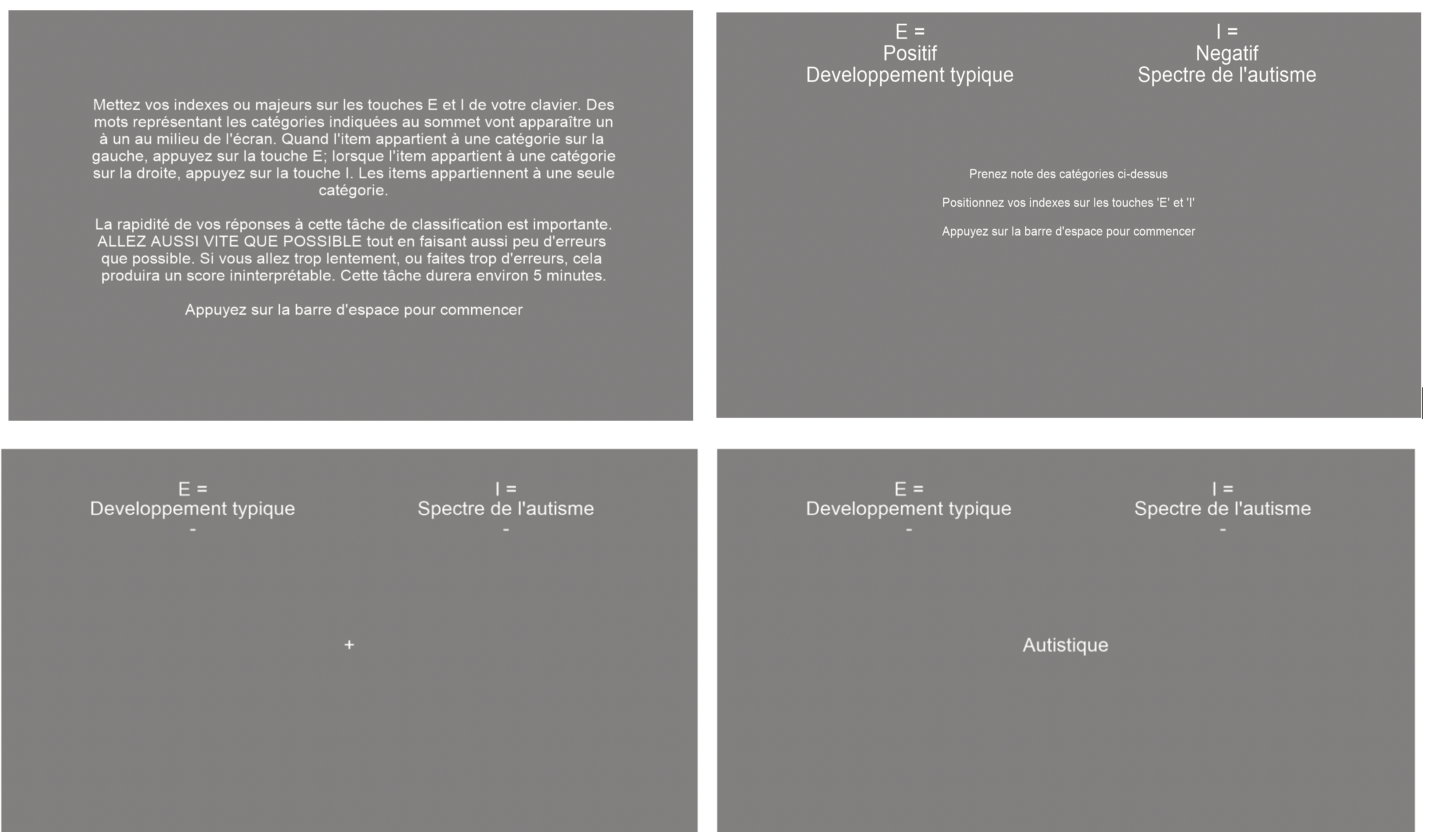 Mettez vos indexes ou majeurs sur les touches E et I de votre clavier. Des
mots représentant les catégories indiquées au sommet vont apparaître un
à un au milieu de l'écran. Quand l'item appartient à une catégorie sur la
gauche, appuyez sur la touche E; lorsque l'item appartient à une catégorie
sur la droite, appuyez sur la touche I. Les items appartiennent à une seule
catégorie.
La rapidité de vos réponses à cette tâche de classification est importante.
ALLEZ AUSSI VITE QUE POSSIBLE tout en faisant aussi peu d'erreurs
que possible. Si vous allez trop lentement, ou faites trop d'erreurs, cela
produira un score ininterprétable. Cette tâche durera environ 5 minutes.
Appuyez sur la barre d'espace pour commencer
E =
Positif
Developpement typique
I =
Negatif
Spectre de l'autisme
Prenez note des catégories ci-dessus
Positionnez vos indexes sur les touches 'E' et 'I'
Appuyez sur la barre d'espace pour commencer
E =
Developpement typique
-
I =
Spectre de l'autisme
-
+
E =
Developpement typique
-
I =
Spectre de l'autisme
-
Autistique